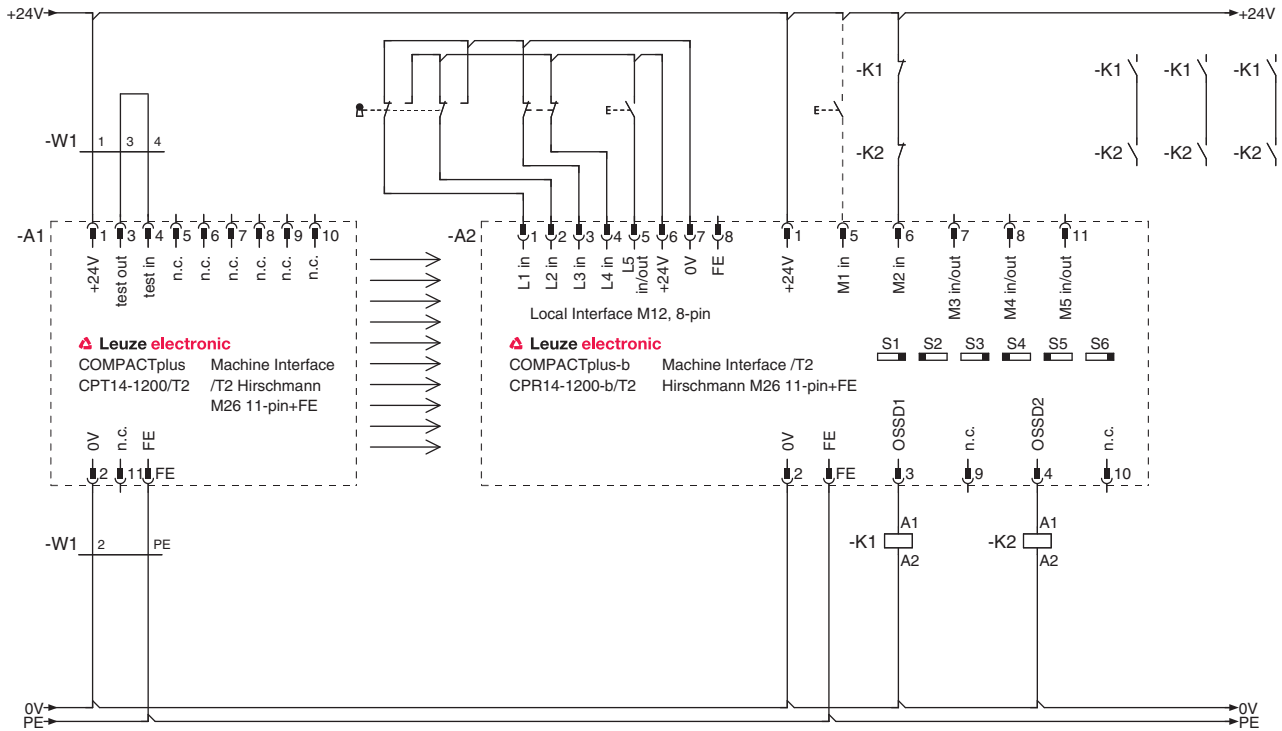 +24V +24V
-K1 -K1 -K1 -K1
-W1 1 3 4
-K2 -K2 -K2 -K2
-A1 1 3 4 5 6 7 8 9 10
+24V test out test in n.c. n.c. n.c. n.c. n.c. n.c.
-A2 1 2 3 4 5 6 7 8 1 5 6 7 8 11
L1 in L2 in L3 in L4 in L5 in/out +24V 0V FE +24V M1 in M2 in M3 in/out M4 in/out M5 in/out
Local Interface M12, 8-pin
Leuze electronic
COMPACTplus Machine Interface
CPT14-1200/T2 /T2 Hirschmann
M26 11-pin+FE
Leuze electronic
COMPACTplus-b Machine Interface /T2
CPR14-1200-b/T2 Hirschmann M26 11-pin+FE
S1 S2 S3 S4 S5 S6
0V n.c. FE
2 11 FE
0V FE OSSD1 n.c. OSSD2 n.c.
2 FE 3 9 4 10
-W1 2 PE
-K1 A1 A2
-K2 A1 A2
0V 0V
PE PE